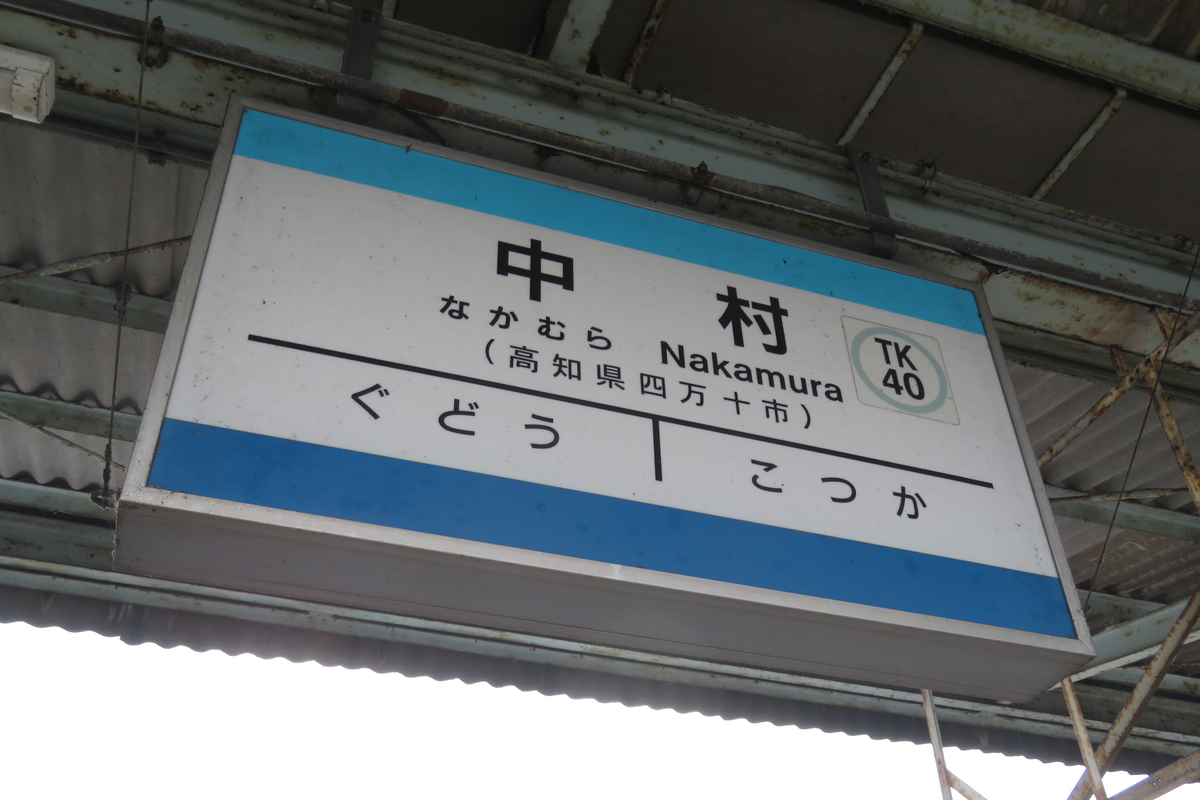 中村
なかむら Nakamura
TK
40
(高知県四万十市)
ぐどう
こつか